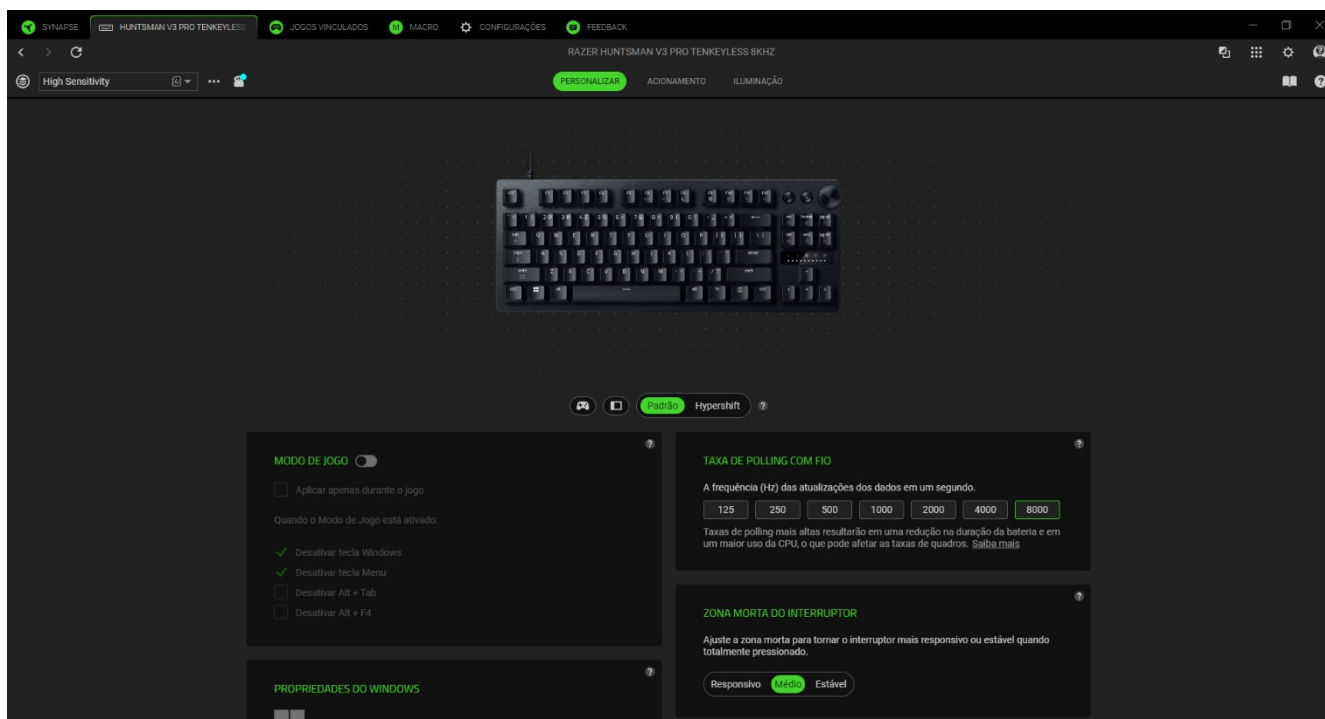 SYNAPSE
HUNTSMAN V3 PRO TENKEYLESS
JOGOS VINCULADOS
M
MACRO
CONFIGURAÇÕES
FEEDBACK
RAZER HUNTSMAN V3 PRO TENKEYLESS 8KHZ
High Sensitivity
PERSONALIZAR
ACIONAMENTO
ILUMINAÇÃO
Padrão
Hypershift
MODO DE JOGO
Aplicar apenas durante o jogo
Quando o Modo de Jogo está ativado:
Desativar tecla Windows
Desativar tecla Menu
Desativar Alt + Tab
Desativar Alt + F4
PROPRIEDADES DO WINDOWS
TAXA DE POLLING COM FIO
A frequência (Hz) das atualizações dos dados em um segundo.
125 250 500 1000 2000 4000 8000
Taxas de polling mais altas resultarão em uma redução na duração da bateria e em
um maior uso da CPU, o que pode afetar as taxas de quadros. Saiba mais
ZONA MORTA DO INTERRUPTOR
Ajuste a zona morta para tornar o interruptor mais responsivo ou estável quando
totalmente pressionado.
Responsivo Médio Estável